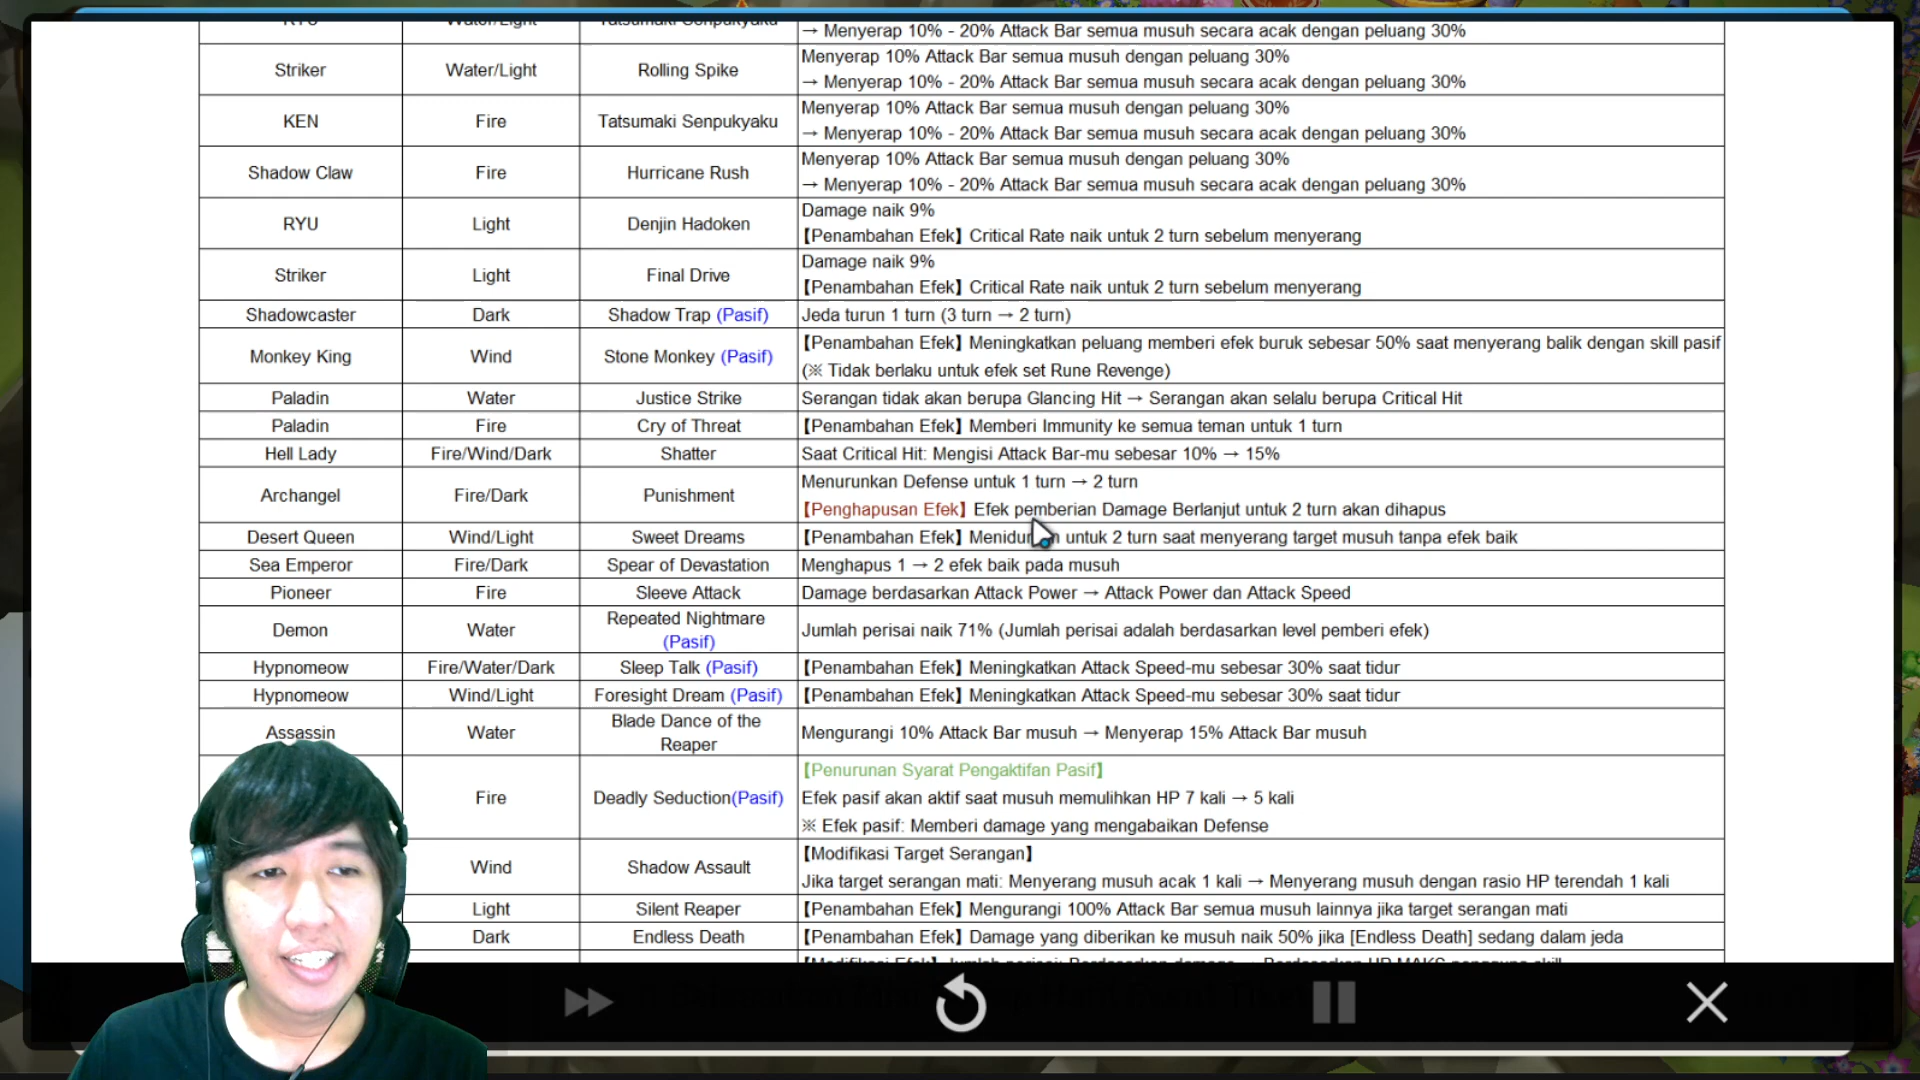 RYU Water/Light Tatsumaki Senpukyaku
→ Menyerap 10% - 20% Attack Bar semua musuh secara acak dengan peluang 30%
Striker Water/Light Rolling Spike
Menyerap 10% Attack Bar semua musuh dengan peluang 30%
→ Menyerap 10% - 20% Attack Bar semua musuh secara acak dengan peluang 30%
KEN Fire Tatsumaki Senpukyaku
Menyerap 10% Attack Bar semua musuh dengan peluang 30%
→ Menyerap 10% - 20% Attack Bar semua musuh secara acak dengan peluang 30%
Shadow Claw Fire Hurricane Rush
Menyerap 10% Attack Bar semua musuh dengan peluang 30%
→ Menyerap 10% - 20% Attack Bar semua musuh secara acak dengan peluang 30%
RYU Light Denjin Hadoken
Damage naik 9%
【Penambahan Efek】 Critical Rate naik untuk 2 turn sebelum menyerang
Striker Light Final Drive
Damage naik 9%
【Penambahan Efek】 Critical Rate naik untuk 2 turn sebelum menyerang
Shadowcaster Dark Shadow Trap (Pasif) Jeda turun 1 turn (3 turn → 2 turn)
Monkey King Wind Stone Monkey (Pasif)
【Penambahan Efek】 Meningkatkan peluang memberi efek buruk sebesar 50% saat menyerang balik dengan skill pasif
(※ Tidak berlaku untuk efek set Rune Revenge)
Paladin Water Justice Strike Serangan tidak akan berupa Glancing Hit → Serangan akan selalu berupa Critical Hit
Paladin Fire Cry of Threat 【Penambahan Efek】 Memberi Immunity ke semua teman untuk 1 turn
Hell Lady Fire/Wind/Dark Shatter Saat Critical Hit: Mengisi Attack Bar-mu sebesar 10% → 15%
Archangel Fire/Dark Punishment
Menurunkan Defense untuk 1 turn → 2 turn
【Penghapusan Efek】 Efek pemberian Damage Berlanjut untuk 2 turn akan dihapus
Desert Queen Wind/Light Sweet Dreams 【Penambahan Efek】 untuk 2 turn saat menyerang target musuh tanpa efek baik
Sea Emperor Fire/Dark Spear of Devastation Menghapus 1 → 2 efek baik pada musuh
Pioneer Fire Sleeve Attack Damage berdasarkan Attack Power → Attack Power dan Attack Speed
Demon Water Repeated Nightmare
(Pasif)
Jumlah perisai naik 71% (Jumlah perisai adalah berdasarkan level pemberi efek)
Hypnomeow Fire/Water/Dark Sleep Talk (Pasif) 【Penambahan Efek】 Meningkatkan Attack Speed-mu sebesar 30% saat tidur
Hypnomeow Wind/Light Foresight Dream (Pasif) 【Penambahan Efek】 Meningkatkan Attack Speed-mu sebesar 30% saat tidur
Assassin Water Blade Dance of the
Reaper
Mengurangi 10% Attack Bar musuh → Menyerap 15% Attack Bar musuh
Fire Deadly Seduction(Pasif)
【Penurunan Syarat Pengaktifan Pasif】
Efek pasif akan aktif saat musuh memulihkan HP 7 kali → 5 kali
※ Efek pasif: Memberi damage yang mengabaikan Defense
Wind Shadow Assault
【Modifikasi Target Serangan】
Jika target serangan mati: Menyerang musuh acak 1 kali → Menyerang musuh dengan rasio HP terendah 1 kali
Light Silent Reaper 【Penambahan Efek】 Mengurangi 100% Attack Bar semua musuh lainnya jika target serangan mati
Dark Endless Death 【Penambahan Efek】 Damage yang diberikan ke musuh naik 50% jika [Endless Death] sedang dalam jeda